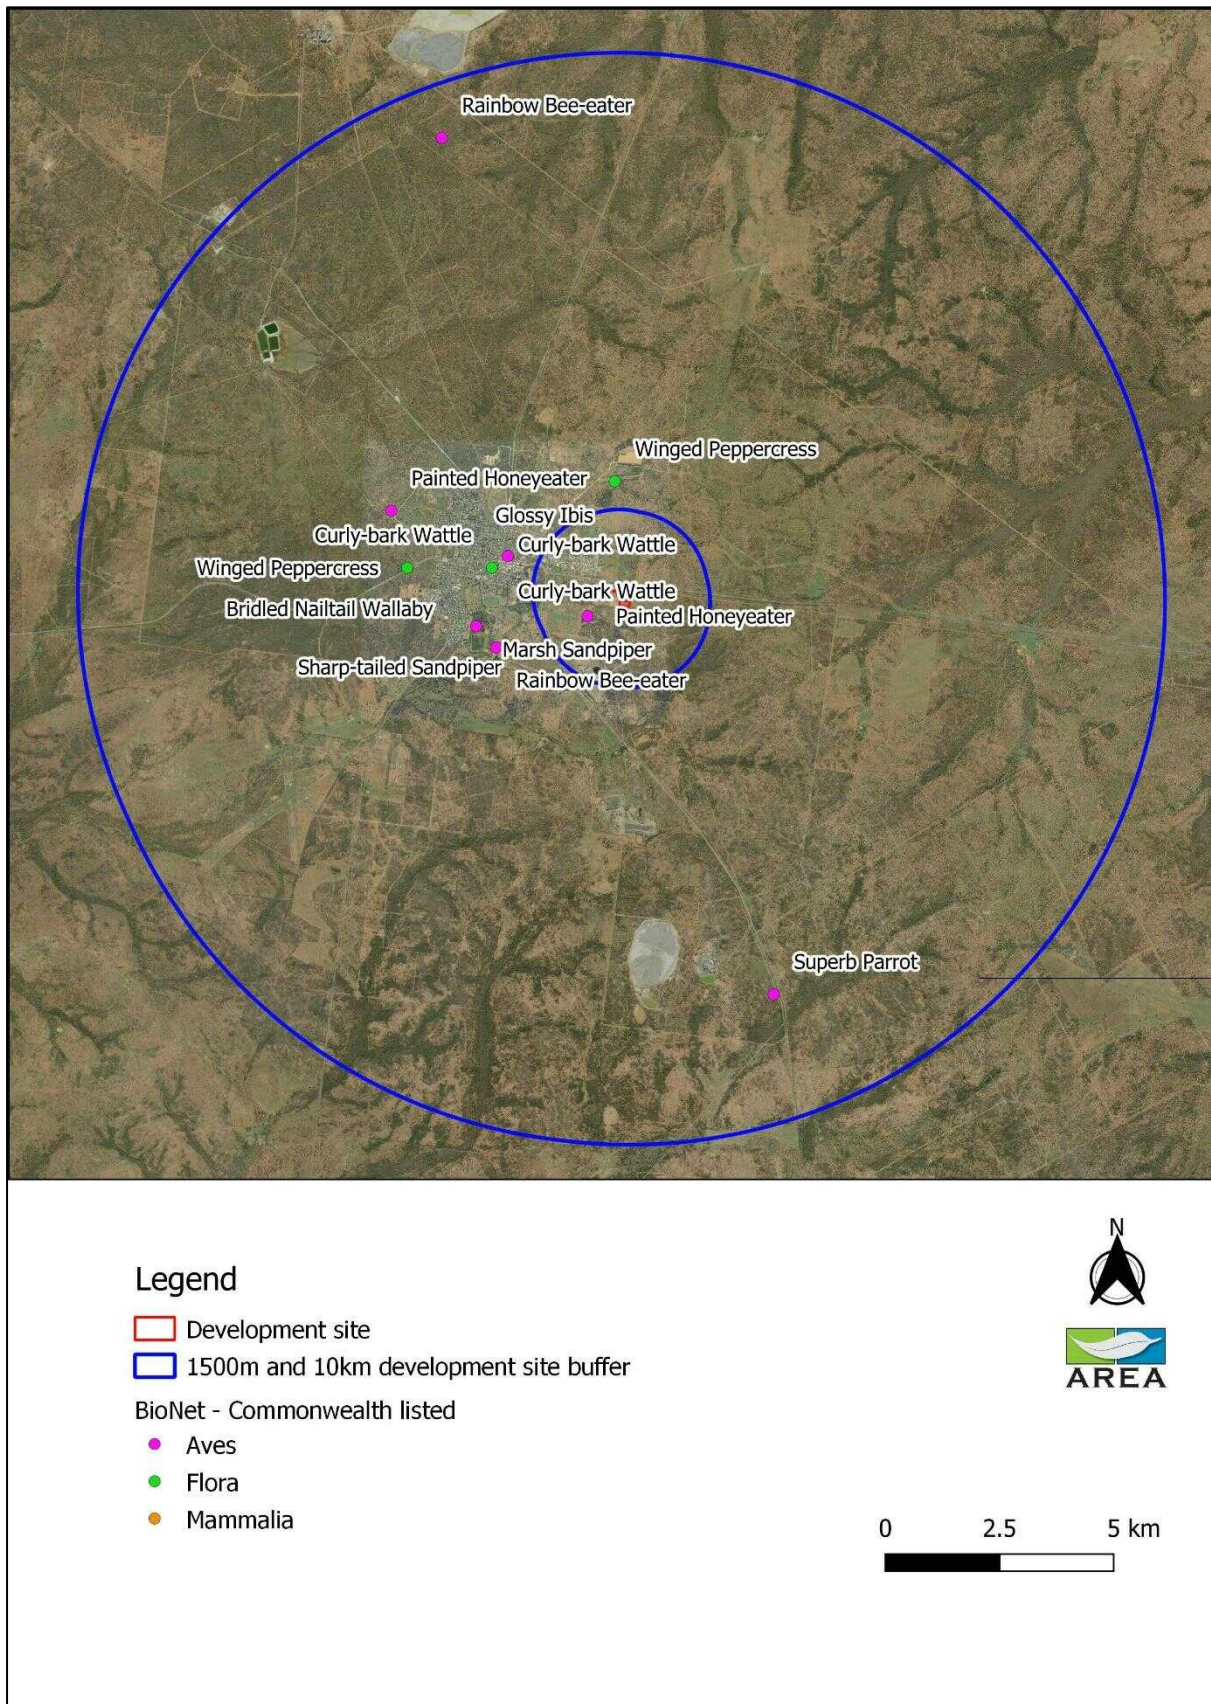 Rainbow Bee-eater
Winged Peppercress
Painted Honeyeater
Glossy Ibis
Curly-bark Wattle
Curly-bark Wattle
Winged Peppercress
Curly-bark Wattle
Bridled Nailtail Wallaby
Painted Honeyeater
Marsh Sandpiper
Sharp-tailed Sandpiper
Rainbow Bee-eater
Superb Parrot
N
AREA
Legend
Development site
1500m and 10km development site buffer
BioNet - Commonwealth listed
Aves
Flora
Mammalia
0 2.5 5 km